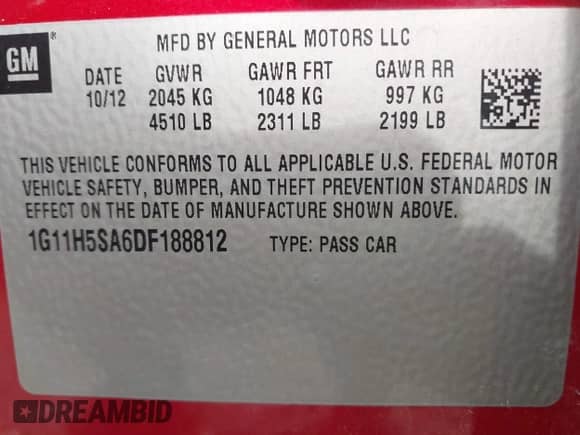 GM ®
MFD BY GENERAL MOTORS LLC
DATE GVWR GAWR FRT GAWR RR
10/12 2045 KG 1048 KG 997 KG
4510 LB 2311 LB 2199 LB
THIS VEHICLE CONFORMS TO ALL APPLICABLE U.S. FEDERAL MOTOR
VEHICLE SAFETY, BUMPER, AND THEFT PREVENTION STANDARDS IN
EFFECT ON THE DATE OF MANUFACTURE SHOWN ABOVE.
1G11H5SA6DF188812 TYPE: PASS CAR
DREAMBID